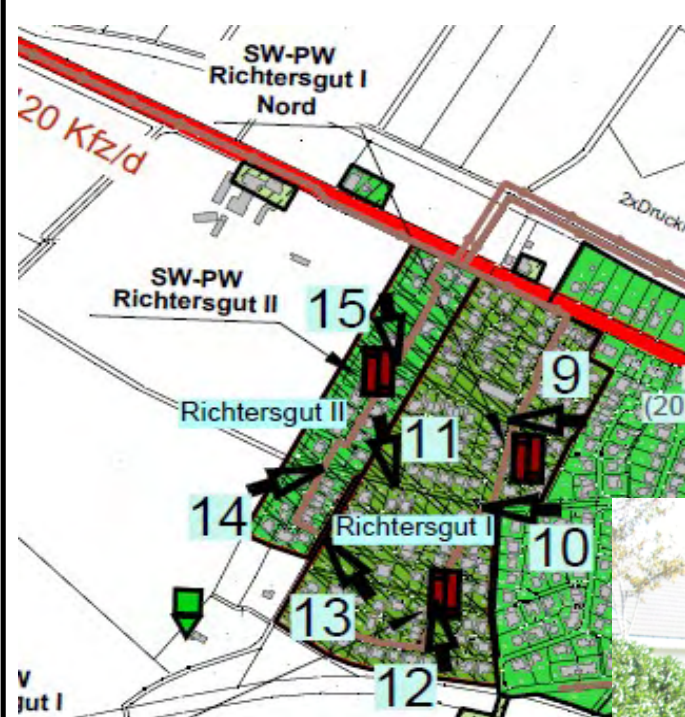 SW-PW
Richtersgut I
Nord
20 Kfz/d
2xDruck
SW-PW
Richtersgut II
15
9
Richtersgut II
(20
11
14
Richtersgut I
10
13
12
gut I